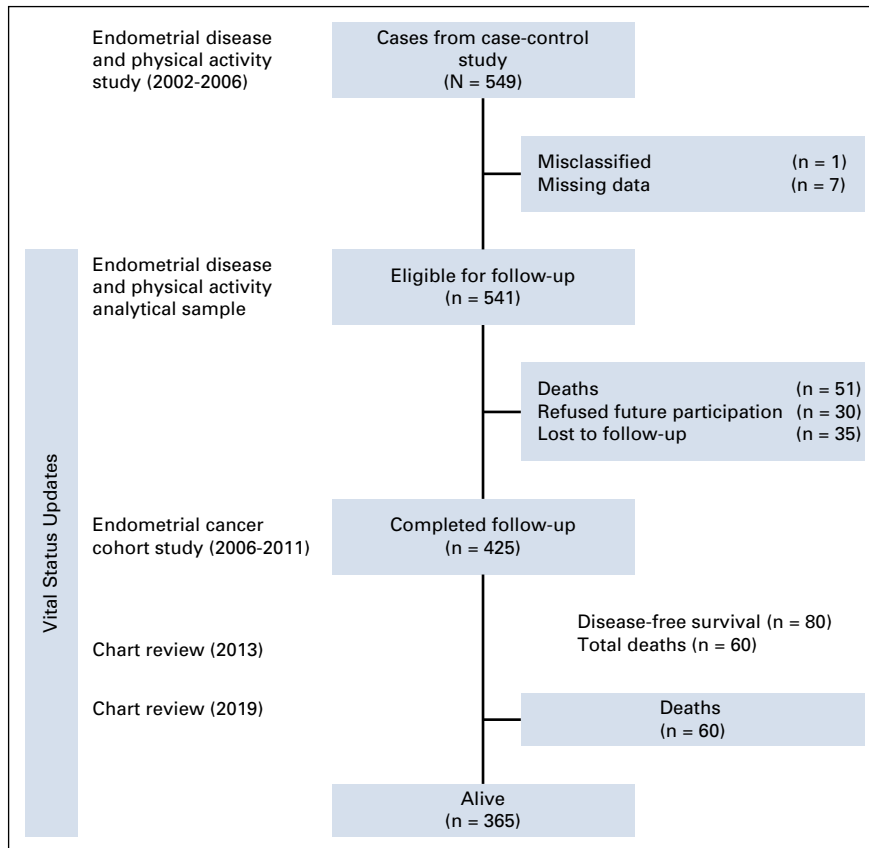 Endometrial disease
and physical activity
study (2002-2006)
Cases from case-control
study
(N = 549)
Misclassified (n = 1)
Missing data (n = 7)
Vital Status Updates
Endometrial disease
and physical activity
analytical sample
Eligible for follow-up
(n = 541)
Deaths (n = 51)
Refused future participation (n = 30)
Lost to follow-up (n = 35)
Endometrial cancer
cohort study (2006-2011)
Completed follow-up
(n = 425)
Disease-free survival (n = 80)
Total deaths (n = 60)
Chart review (2013)
Chart review (2019)
Deaths
(n = 60)
Alive
(n = 365)